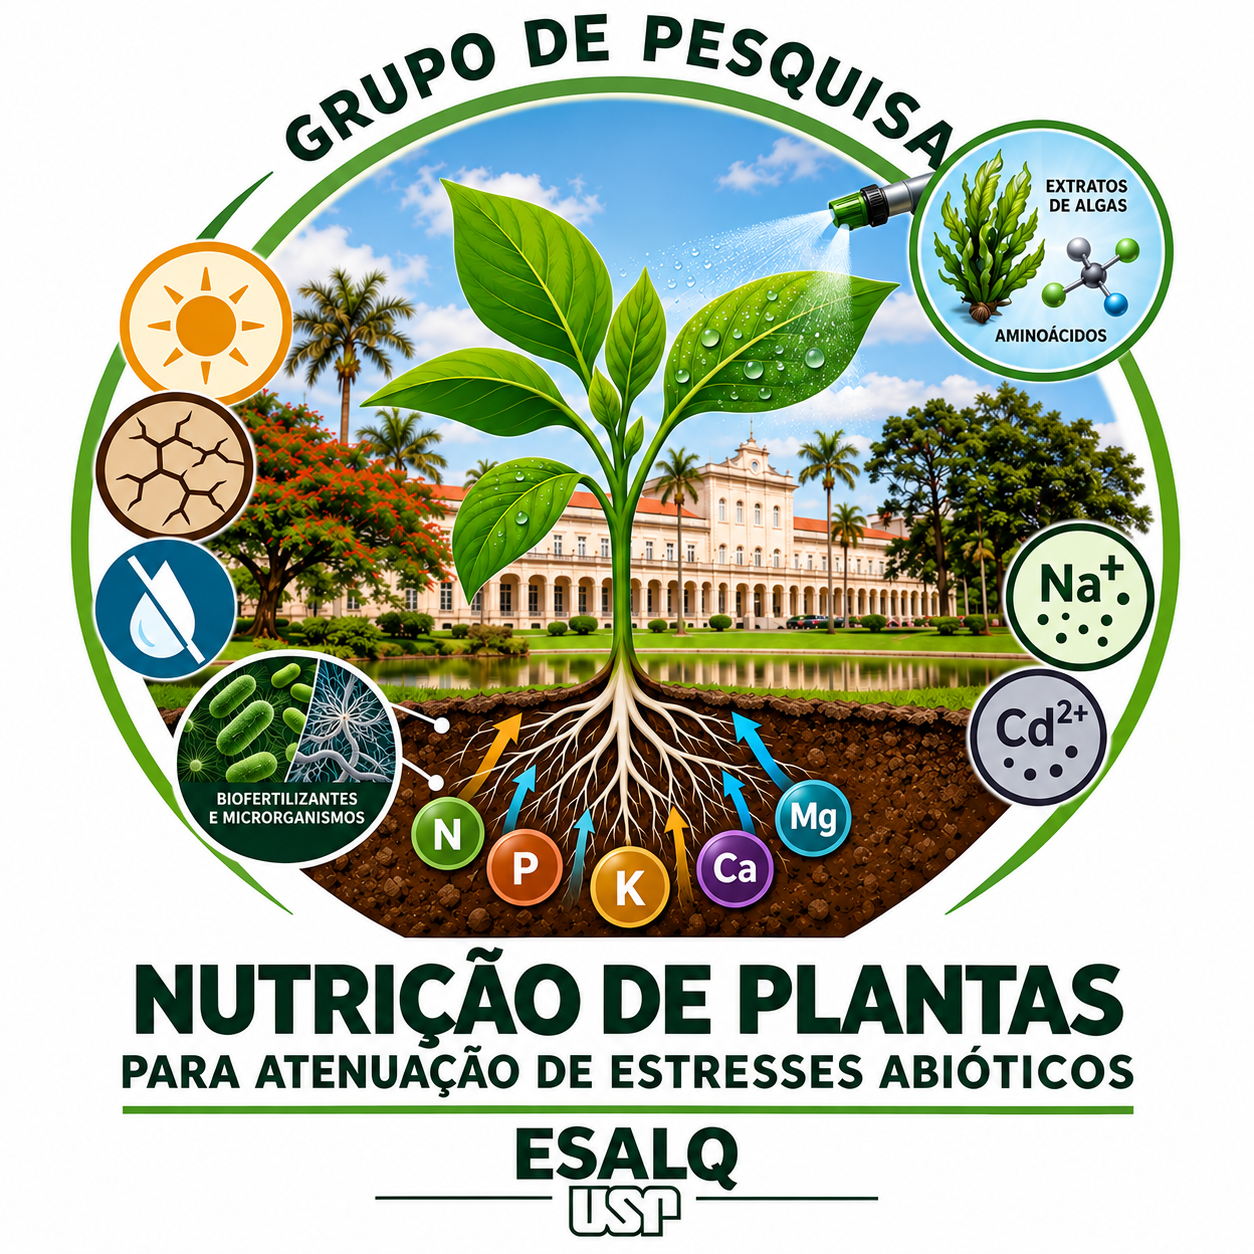 GRUPO DE PESQUISA
EXTRATOS
DE ALGAS
AMINOÁCIDOS
Na+
Cd2+
BIOFERTILIZANTES
E MICRORGANISMOS
N
P
K
Ca
Mg
NUTRIÇÃO DE PLANTAS
PARA ATENUAÇÃO DE ESTRESSES ABIÓTICOS
ESALQ
USP